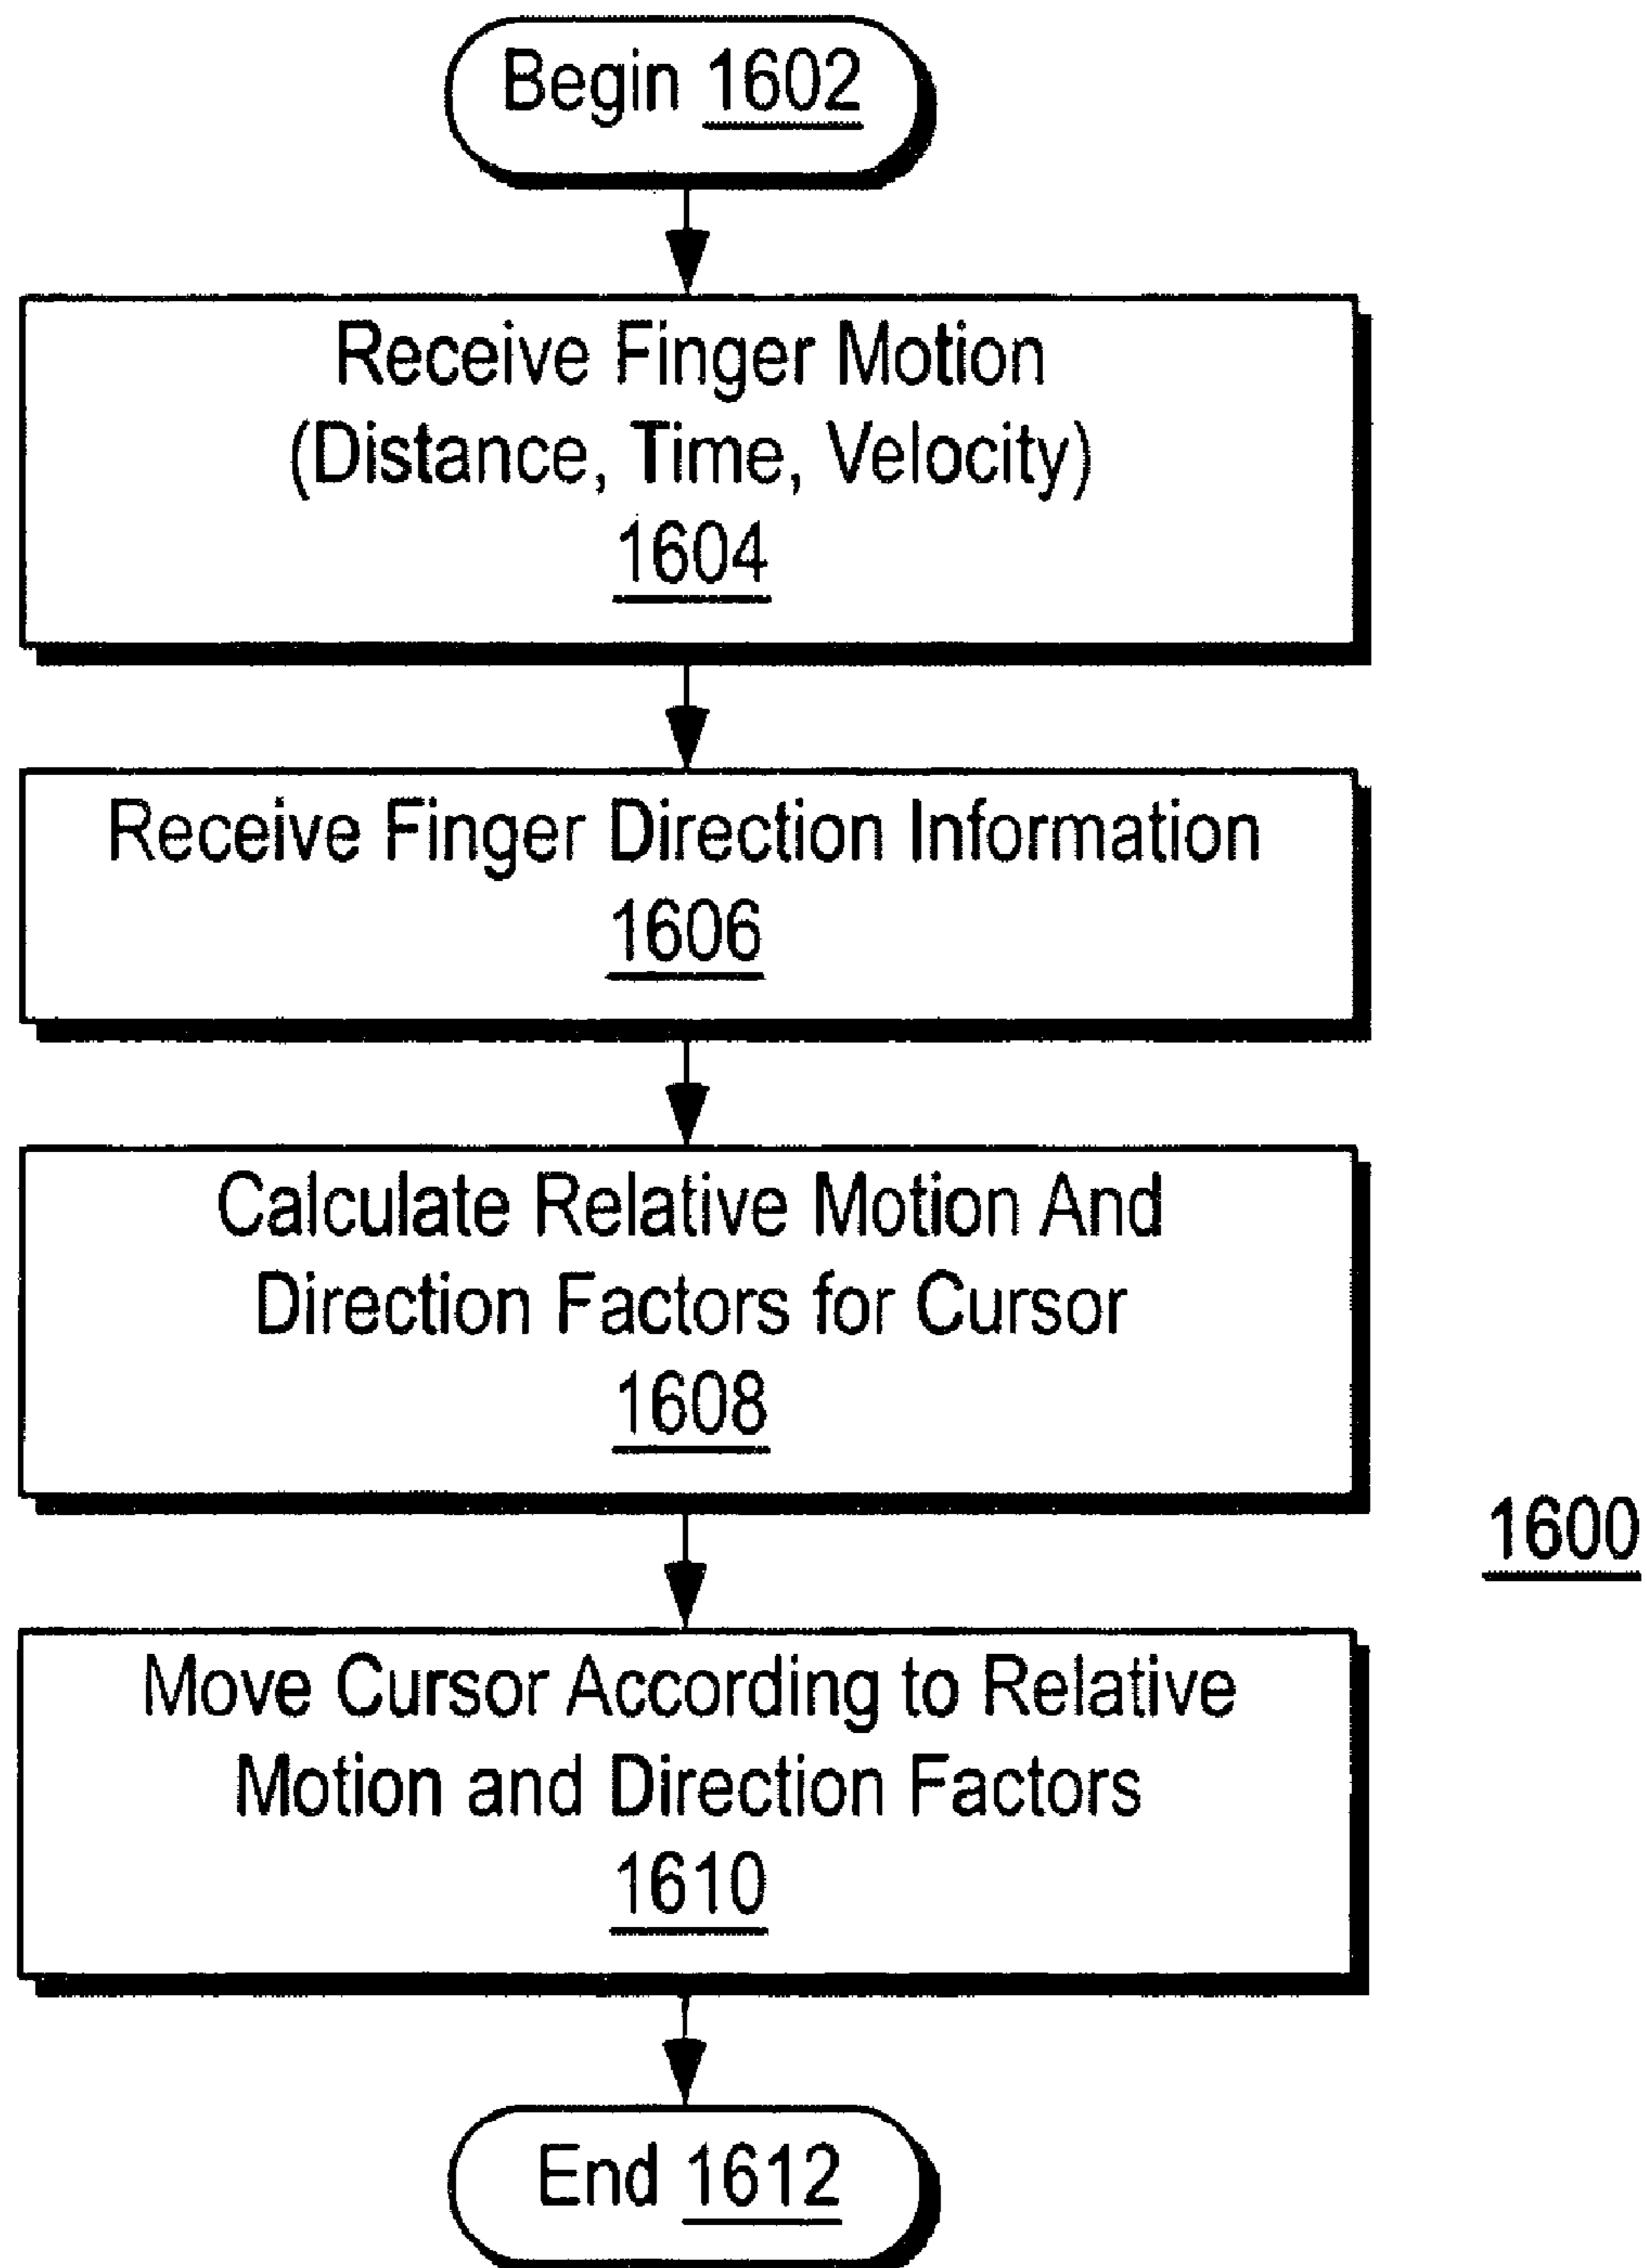 Begin 1602
Receive Finger Motion
(Distance, Time, Velocity)
1604
Receive Finger Direction Information
1606
Calculate Relative Motion And
Direction Factors for Cursor
1608
1600
Move Cursor According to Relative
Motion and Direction Factors
1610
End 1612